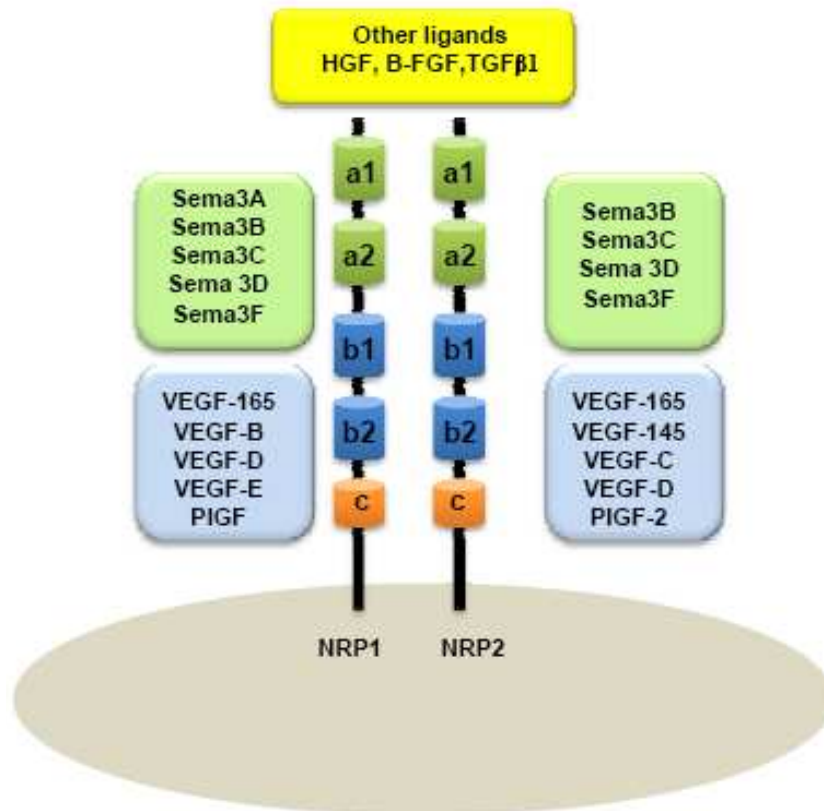 Other ligands
HGF, B-FGF,TGFβ1
Sema3A
Sema3B
Sema3C
Sema 3D
Sema3F
VEGF-165
VEGF-B
VEGF-D
VEGF-E
PIGF
a1
a2
b1
b2
c
a1
a2
b1
b2
c
Sema3B
Sema3C
Sema 3D
Sema3F
VEGF-165
VEGF-145
VEGF-C
VEGF-D
PIGF-2
NRP1
NRP2